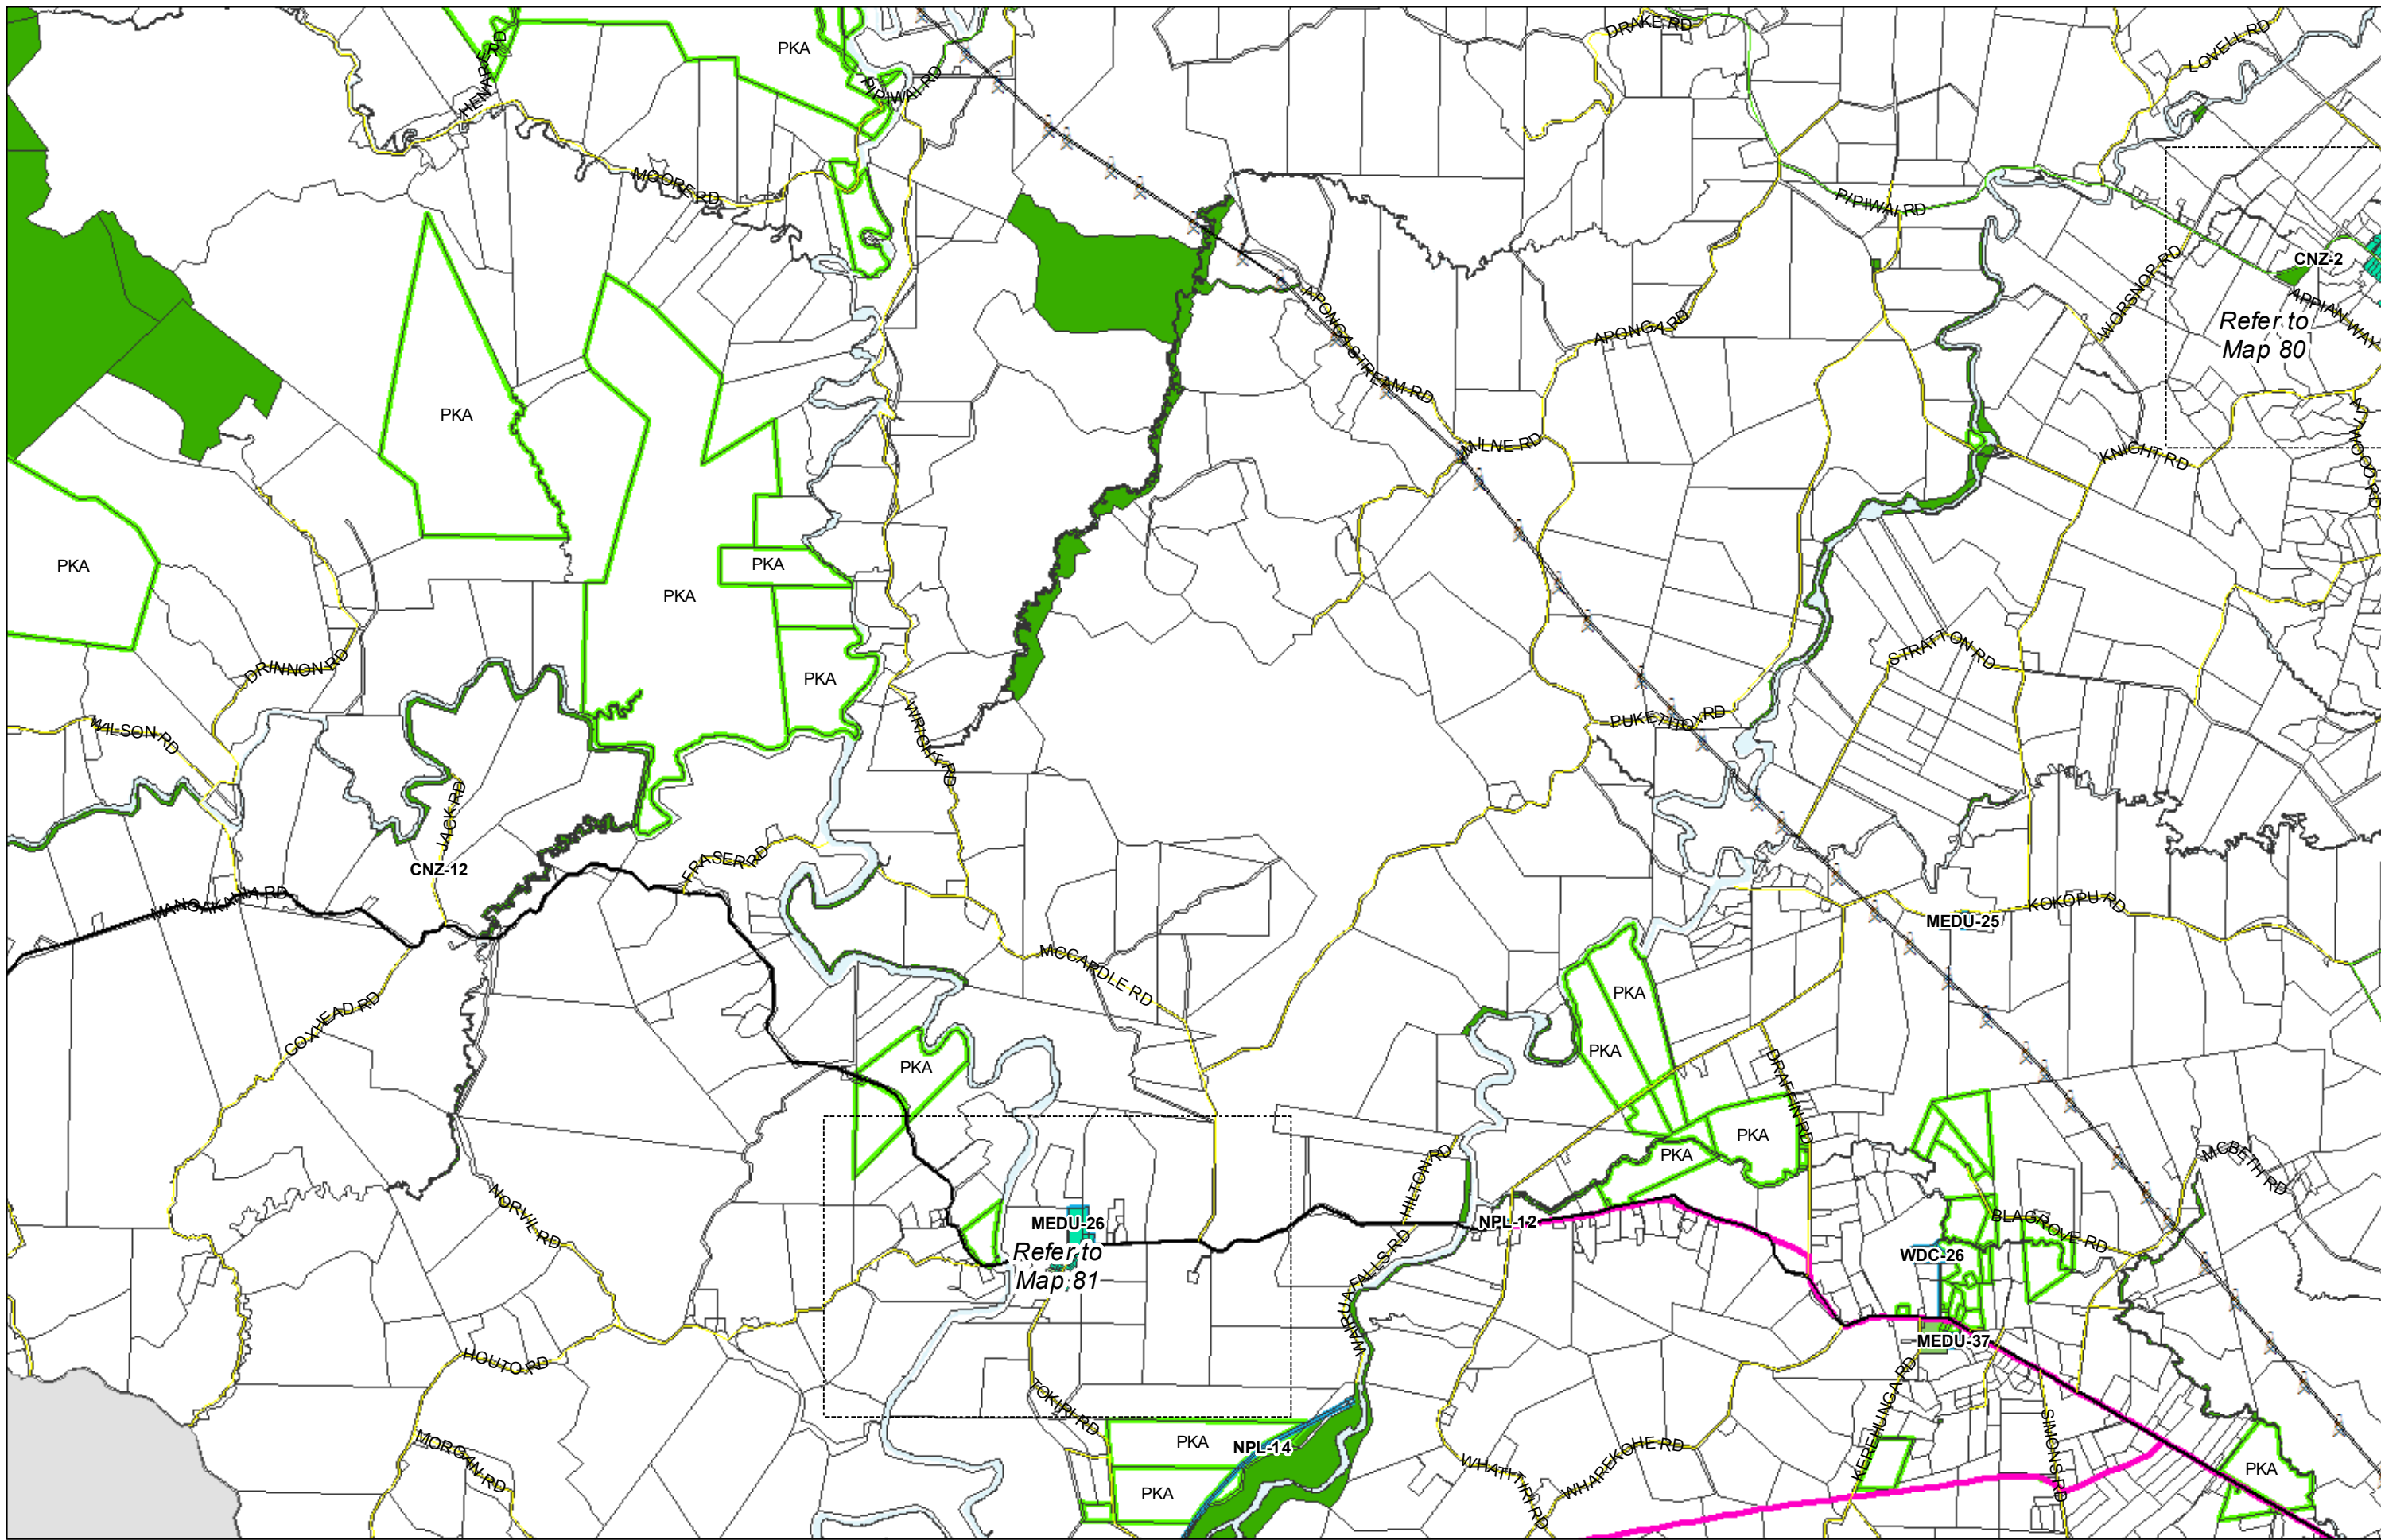 DRAKE RD
LOVELL RD
HENARE RD
PKA
PIPIWAI RD
MOORE RD
PIPIWAI RD
WORSNOP RD
CNZ-2
APPIAN WAY
Refer to
Map 80
APONGA STREAM RD
APONGA RD
PKA
MILNE RD
KNIGHT RD
ATWOOD RD
PKA
PKA
PKA
STRATTON RD
DRINNON RD
PKA
WILSON RD
WRIGHT RD
PUKETITOI RD
JACK RD
CNZ-12
FRASER RD
MANGAKAHIA RD
MEDU-25
KOKOPU RD
MCCARDLE RD
PKA
COXHEAD RD
PKA
PKA
DRAFFIN RD
PKA
PKA
HILTON RD
MCBETH RD
NORVIL RD
MEDU-26
Refer to
Map 81
NPL-12
BLAGROVE RD
WDC-26
WAIRUA FALLS RD
MEDU-37
HOUTO RD
TOKIRI RD
KEREIHUNGA RD
SIMONS RD
MORGAN RD
PKA
NPL-14
WHATITIRI RD
WHAREKOHE RD
PKA
PKA